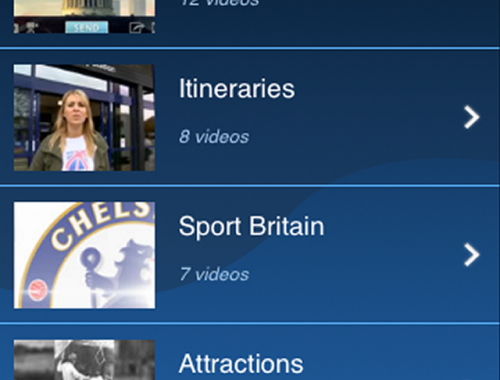 12 videos
SEND
Itineraries
8 videos
CHELS
Sport Britain
7 videos
Attractions